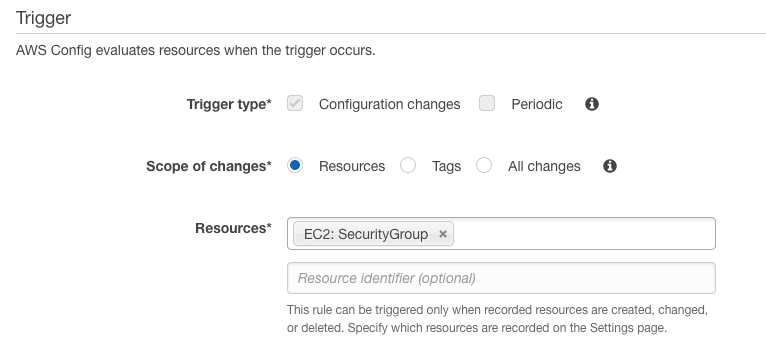 Trigger
AWS Config evaluates resources when the trigger occurs.
Trigger type* Configuration changes Periodic
Scope of changes* Resources Tags All changes
Resources* EC2: SecurityGroup ×
Resource identifier (optional)
This rule can be triggered only when recorded resources are created, changed,
or deleted. Specify which resources are recorded on the Settings page.